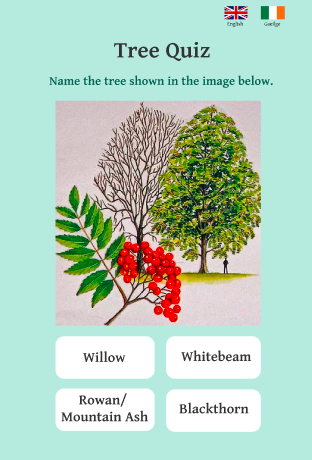 English Gaeilge
Tree Quiz
Name the tree shown in the image below.
Willow
Whitebeam
Rowan/
Mountain Ash
Blackthorn